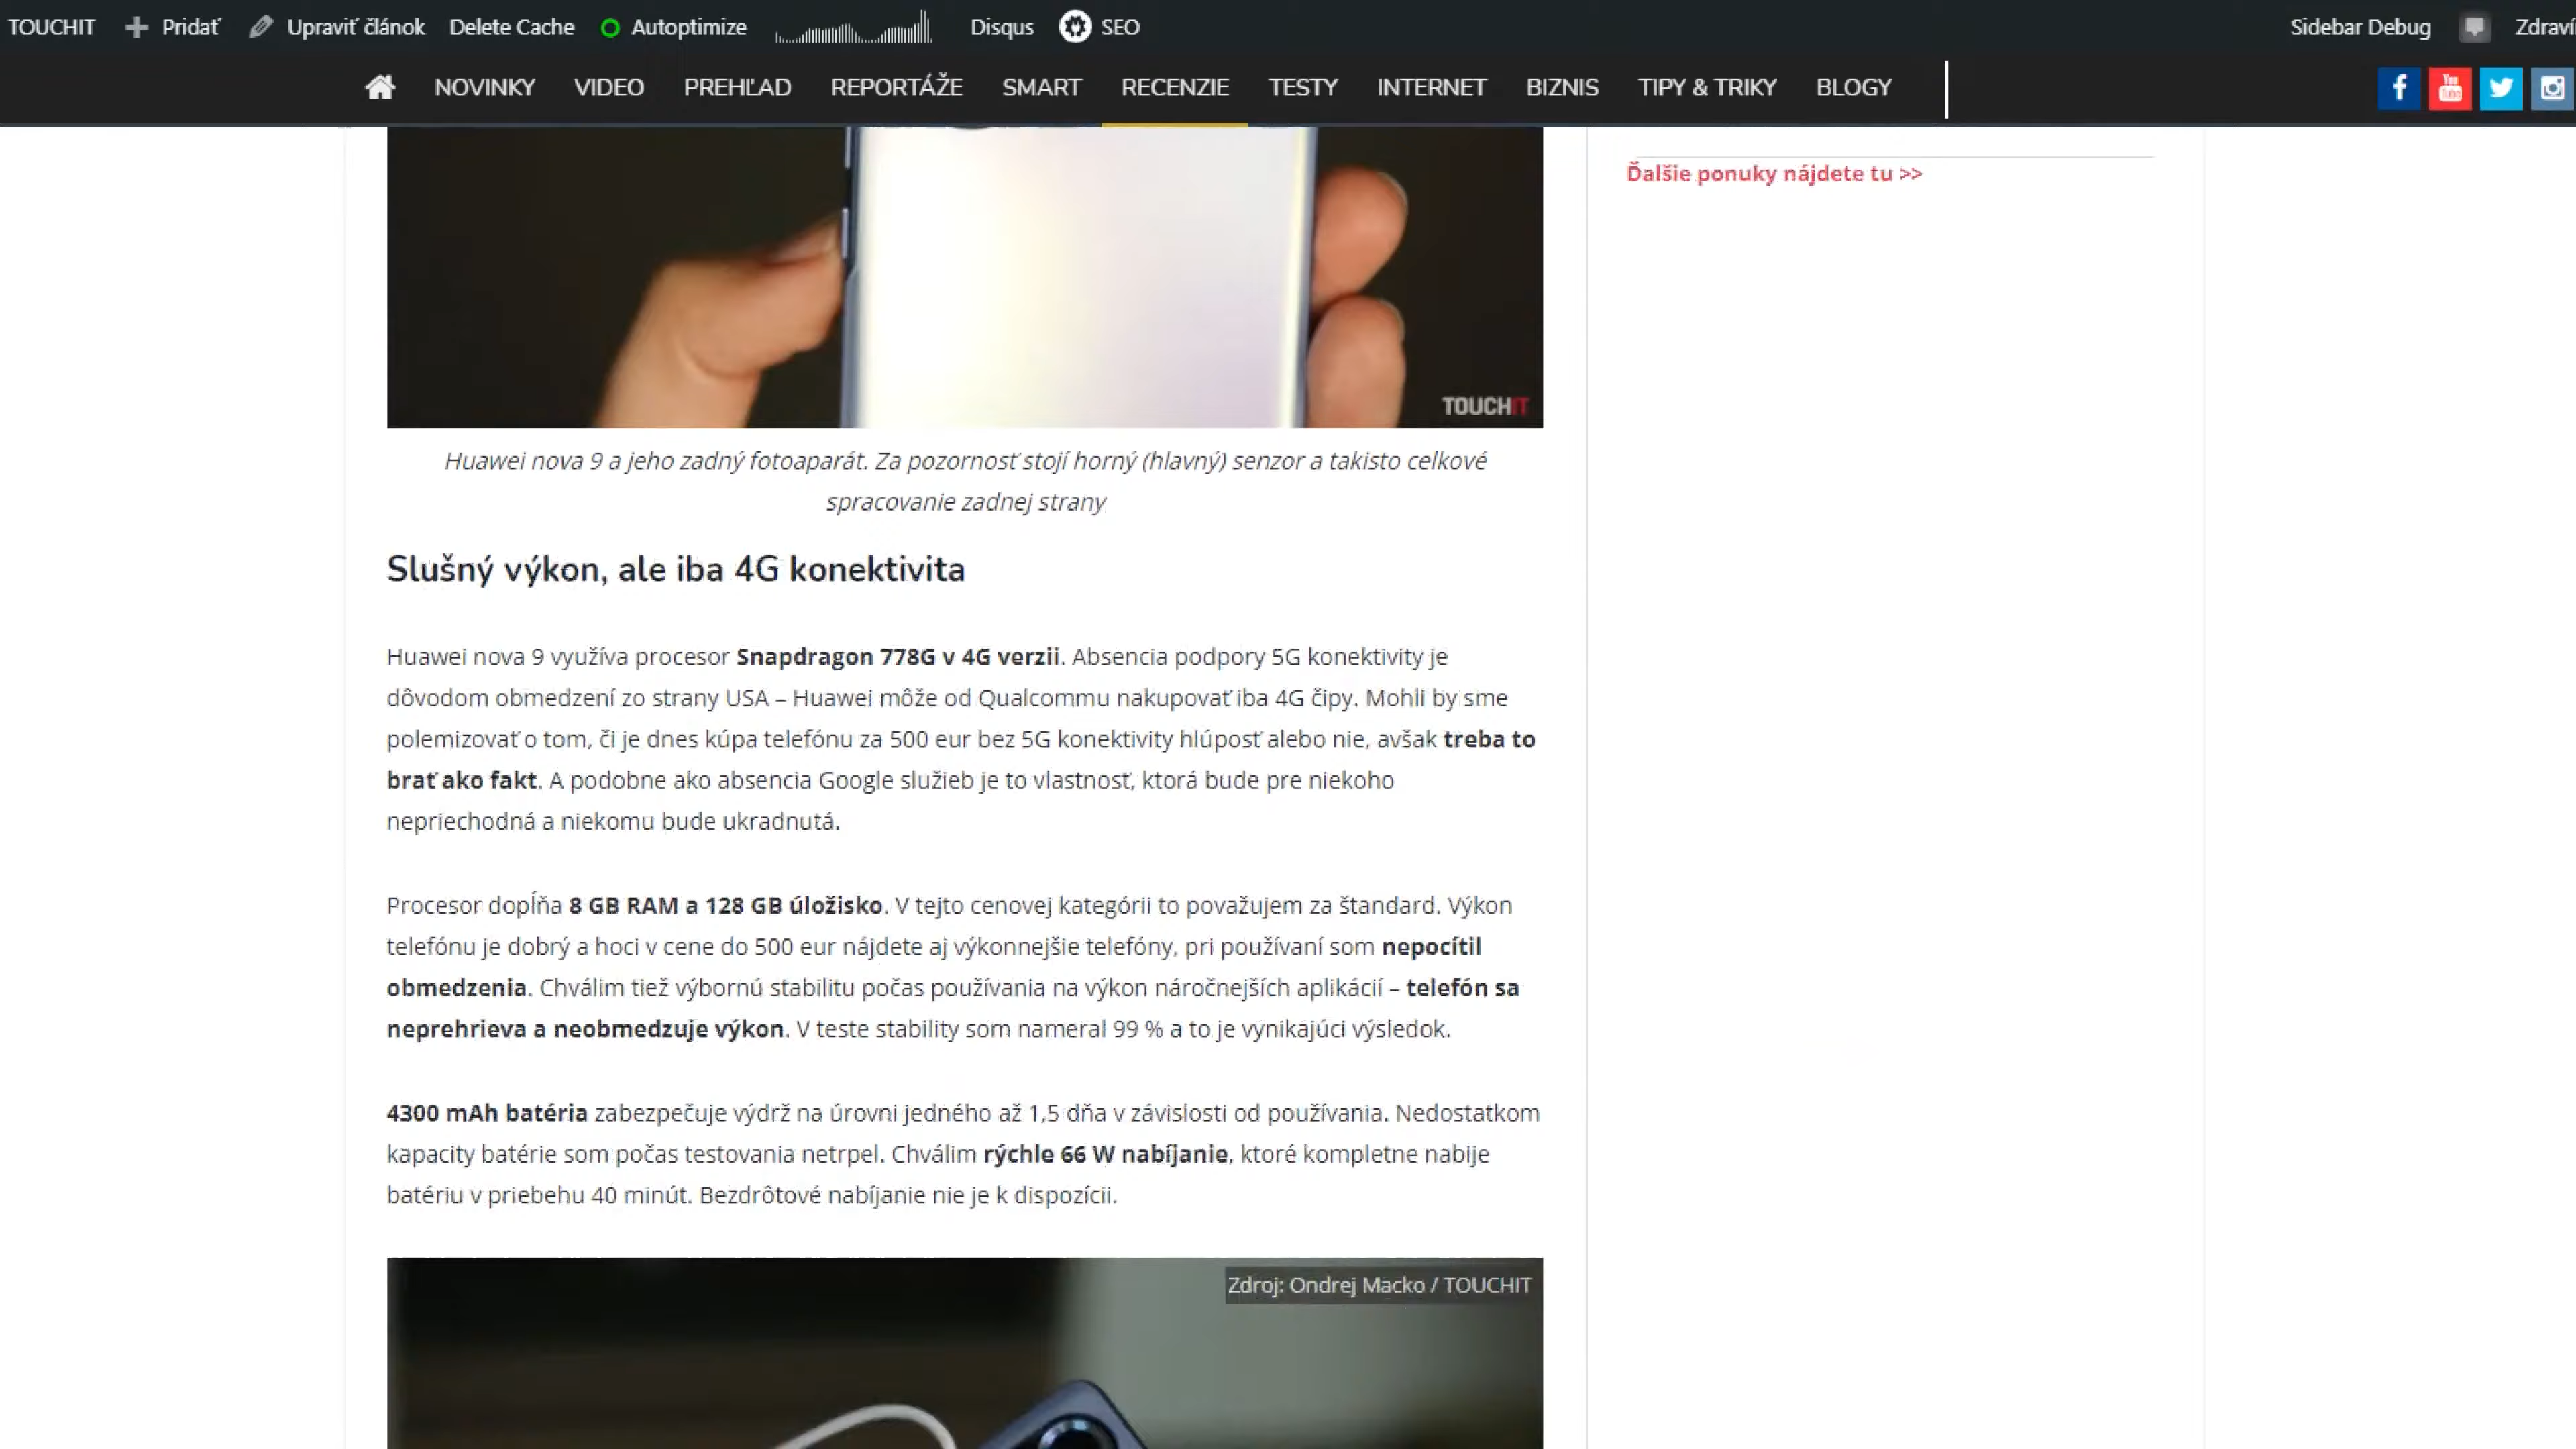 TOUCHIT Pridať Upraviť článok Delete Cache Autoptimize Disqus SEO Sidebar Debug
NOVINKY VIDEO PREHĽAD REPORTÁŽE SMART RECENZIE TESTY INTERNET BIZNIS TIPY & TRIKY BLOGY
You
Ďalšie ponuky nájdete tu >>
TOUCHIT
Huawei nova 9 a jeho zadný fotoaparát. Za pozornosť stojí horný (hlavný) senzor a takisto celkové
spracovanie zadnej strany
Slušný výkon, ale iba 4G konektivita
Huawei nova 9 využíva procesor Snapdragon 778G v 4G verzii. Absencia podpory 5G konektivity je
dôvodom obmedzení zo strany USA – Huawei môže od Qualcommu nakupovať iba 4G čipy. Mohli by sme
polemizovať o tom, či je dnes kúpa telefónu za 500 eur bez 5G konektivity hlúposť alebo nie, avšak treba to
brať ako fakt. A podobne ako absencia Google služieb je to vlastnosť, ktorá bude pre niekoho
nepriechodná a niekomu bude ukradnutá.
Procesor dopĺňa 8 GB RAM a 128 GB úložisko. V tejto cenovej kategórii to považujem za štandard. Výkon
telefónu je dobrý a hoci v cene do 500 eur nájdete aj výkonnejšie telefóny, pri používaní som nepocítil
obmedzenia. Chválim tiež výbornú stabilitu počas používania na výkon náročnejších aplikácií – telefón sa
neprehrieva a neobmedzuje výkon. V teste stability som nameral 99 % a to je vynikajúci výsledok.
4300 mAh batéria zabezpečuje výdrž na úrovni jedného až 1,5 dňa v závislosti od používania. Nedostatkom
kapacity batérie som počas testovania netrpel. Chválim rýchle 66 W nabíjanie, ktoré kompletne nabije
batériu v priebehu 40 minút. Bezdrôtové nabíjanie nie je k dispozícii.
Zdroj: Ondrej Macko / TOUCHIT